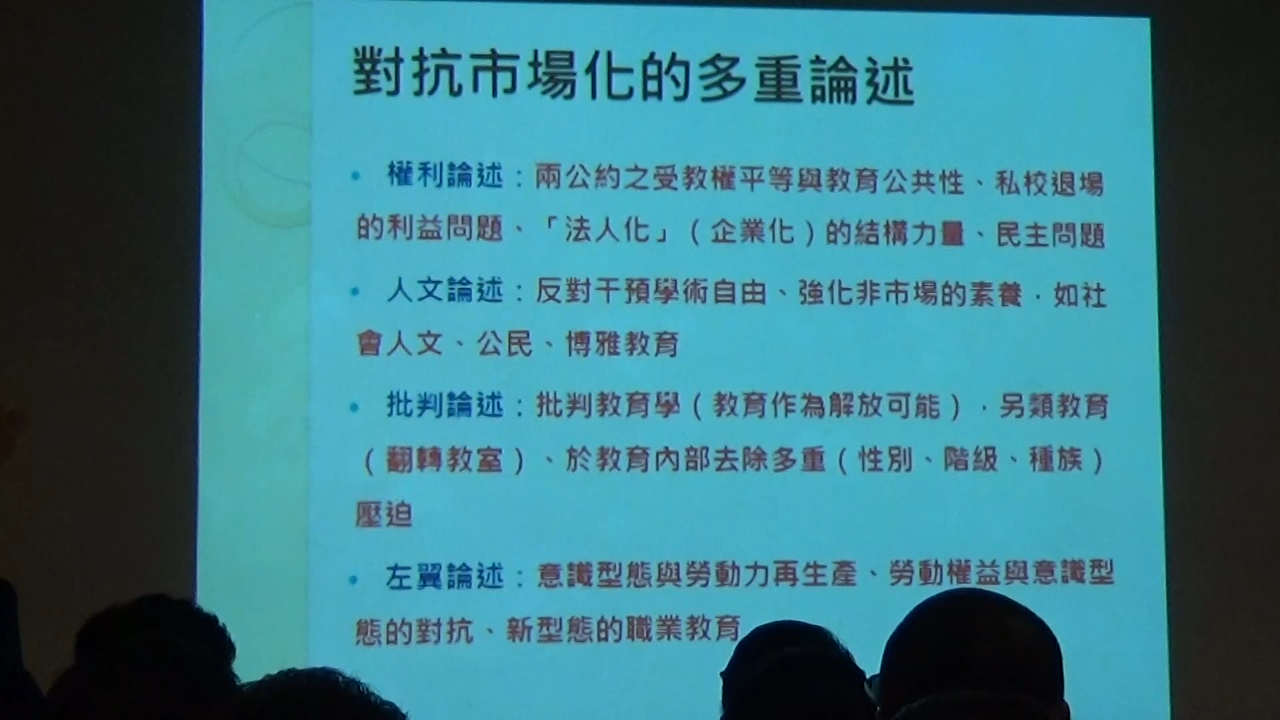 對抗市場化的多重論述
• 權利論述：兩公約之受教權平等與教育公共性、私校退場
的利益問題、「法人化」（企業化）的結構力量、民主問題
• 人文論述：反對干預學術自由、強化非市場的素養，如社
會人文、公民、博雅教育
• 批判論述：批判教育學（教育作為解放可能），另類教育
（翻轉教室）、於教育內部去除多重（性別、階級、種族）
壓迫
• 左翼論述：意識型態與勞動力再生產、勞動權益與意識型
態的對抗、新型態的職業教育